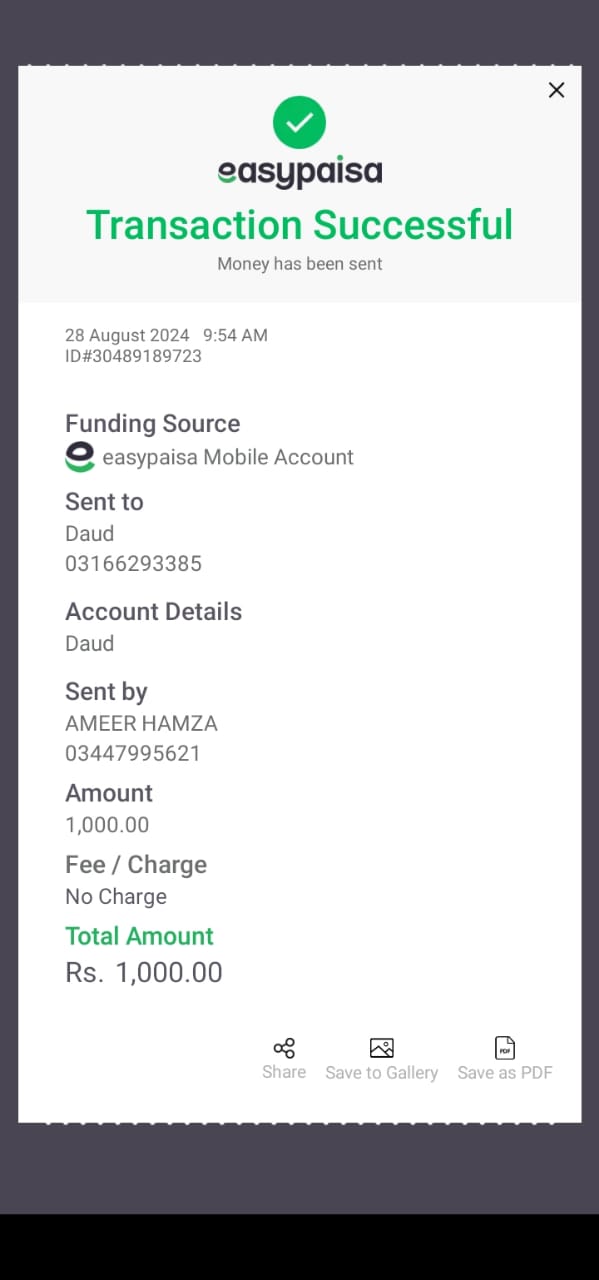 easypaisa
Transaction Successful
Money has been sent
28 August 2024 9:54 AM
ID#30489189723
Funding Source
easypaisa Mobile Account
Sent to
Daud
03166293385
Account Details
Daud
Sent by
AMEER HAMZA
03447995621
Amount
1,000.00
Fee / Charge
No Charge
Total Amount
Rs. 1,000.00
PDF
Share Save to Gallery Save as PDF